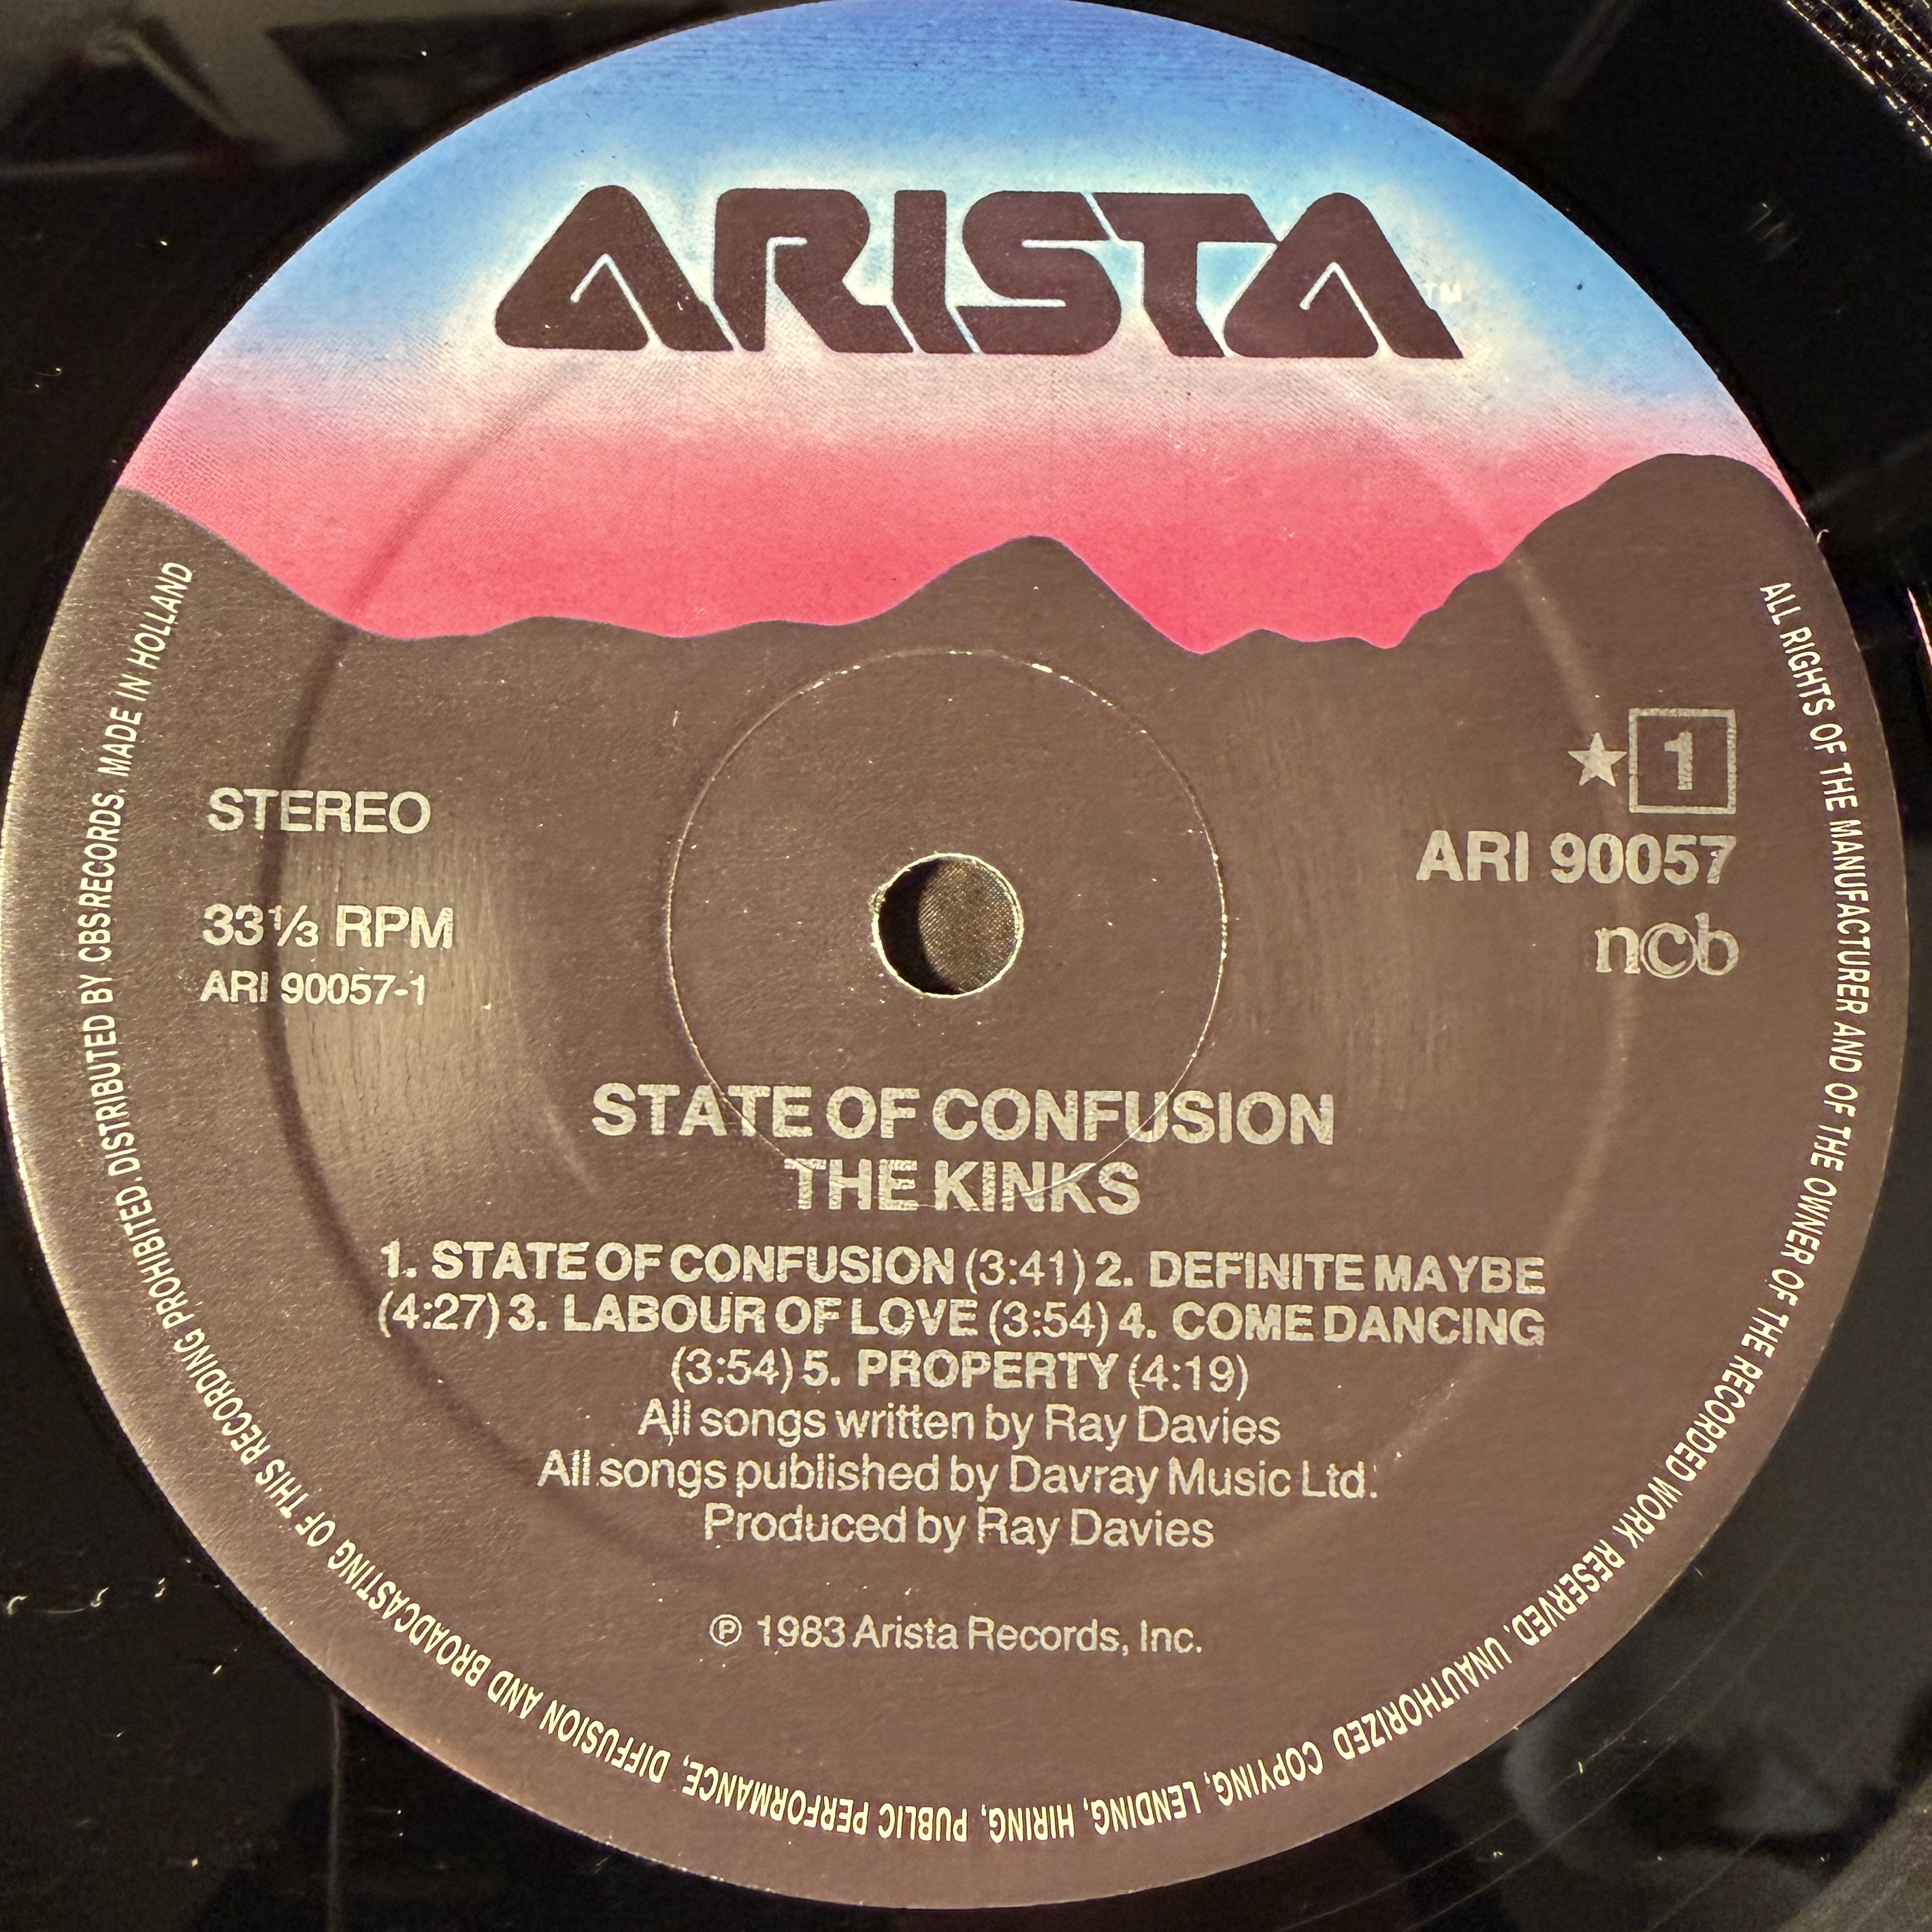 ARISTA
TM
STEREO
33⅓ RPM
ARI 90057-1
★ 1
ARI 90057
ncb
STATE OF CONFUSION
THE KINKS
1. STATE OF CONFUSION (3:41) 2. DEFINITE MAYBE
(4:27) 3. LABOUR OF LOVE (3:54) 4. COME DANCING
(3:54) 5. PROPERTY (4:19)
All songs written by Ray Davies
All songs published by Davray Music Ltd.
Produced by Ray Davies
℗ 1983 Arista Records, Inc.
ALL RIGHTS OF THE MANUFACTURER AND OF THE OWNER OF THE RECORDED WORK RESERVED. UNAUTHORIZED COPYING, LENDING, HIRING, PUBLIC PERFORMANCE, DIFFUSION AND BROADCASTING OF THIS RECORDING PROHIBITED. DISTRIBUTED BY CBS RECORDS. MADE IN HOLLAND